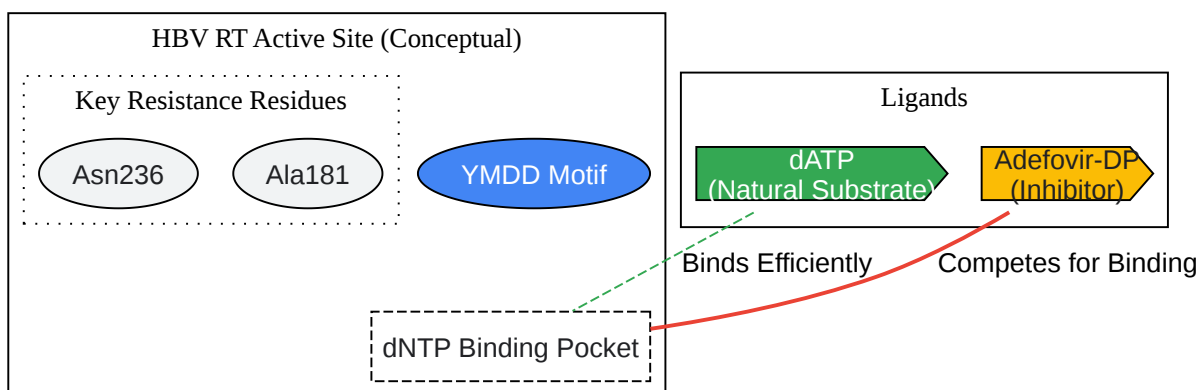 HBV RT Active Site (Conceptual)
Key Resistance Residues
Asn236
Ala181
YMDD Motif
Ligands
dATP
(Natural Substrate)
Adefovir-DP
(Inhibitor)
Binds Efficiently
Competes for Binding
dNTP Binding Pocket